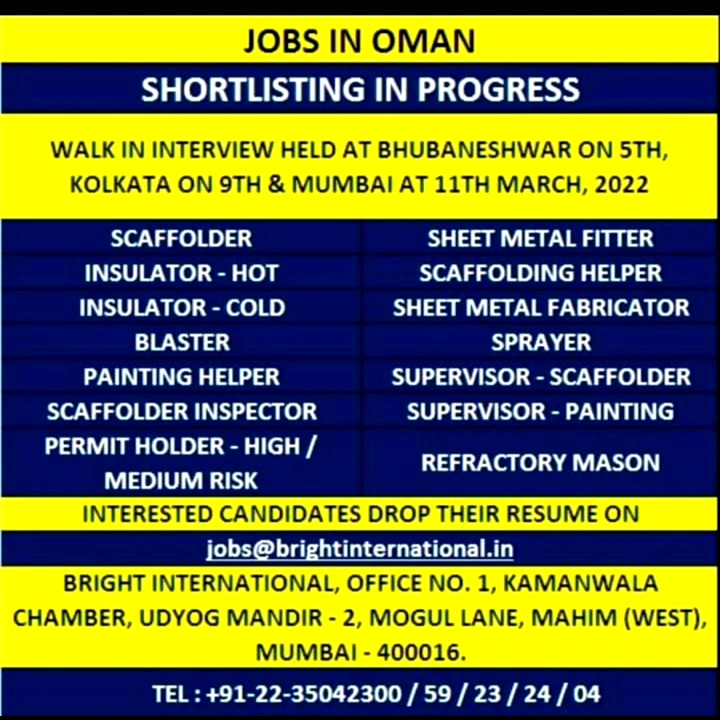 JOBS IN OMAN
SHORTLISTING IN PROGRESS
WALK IN INTERVIEW HELD AT BHUBANESHWAR ON 5TH,
KOLKATA ON 9TH & MUMBAI AT 11TH MARCH, 2022
SCAFFOLDER
SHEET METAL FITTER
INSULATOR - HOT
SCAFFOLDING HELPER
INSULATOR - COLD
SHEET METAL FABRICATOR
BLASTER
SPRAYER
PAINTING HELPER
SUPERVISOR - SCAFFOLDER
SCAFFOLDER INSPECTOR
SUPERVISOR - PAINTING
PERMIT HOLDER - HIGH /
MEDIUM RISK
REFRACTORY MASON
INTERESTED CANDIDATES DROP THEIR RESUME ON
jobs@brightinternational.in
BRIGHT INTERNATIONAL, OFFICE NO. 1, KAMANWALA
CHAMBER, UDYOG MANDIR - 2, MOGUL LANE, MAHIM (WEST),
MUMBAI - 400016.
TEL : +91-22-35042300 / 59 / 23 / 24 / 04